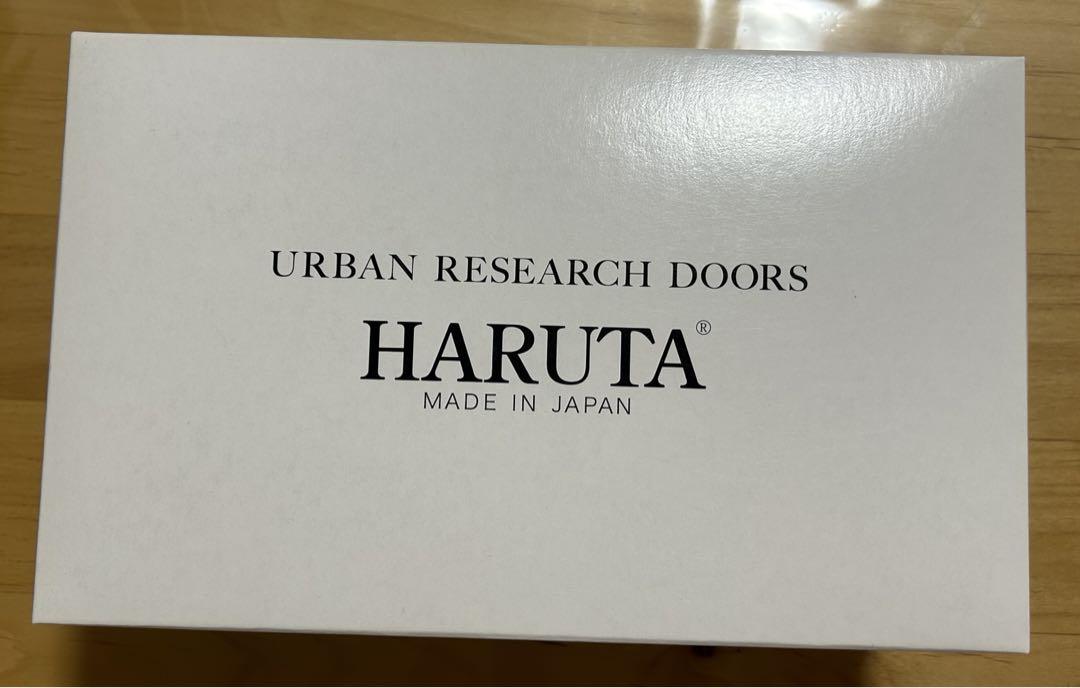 URBAN RESEARCH DOORS
HARUTA®
MADE IN JAPAN